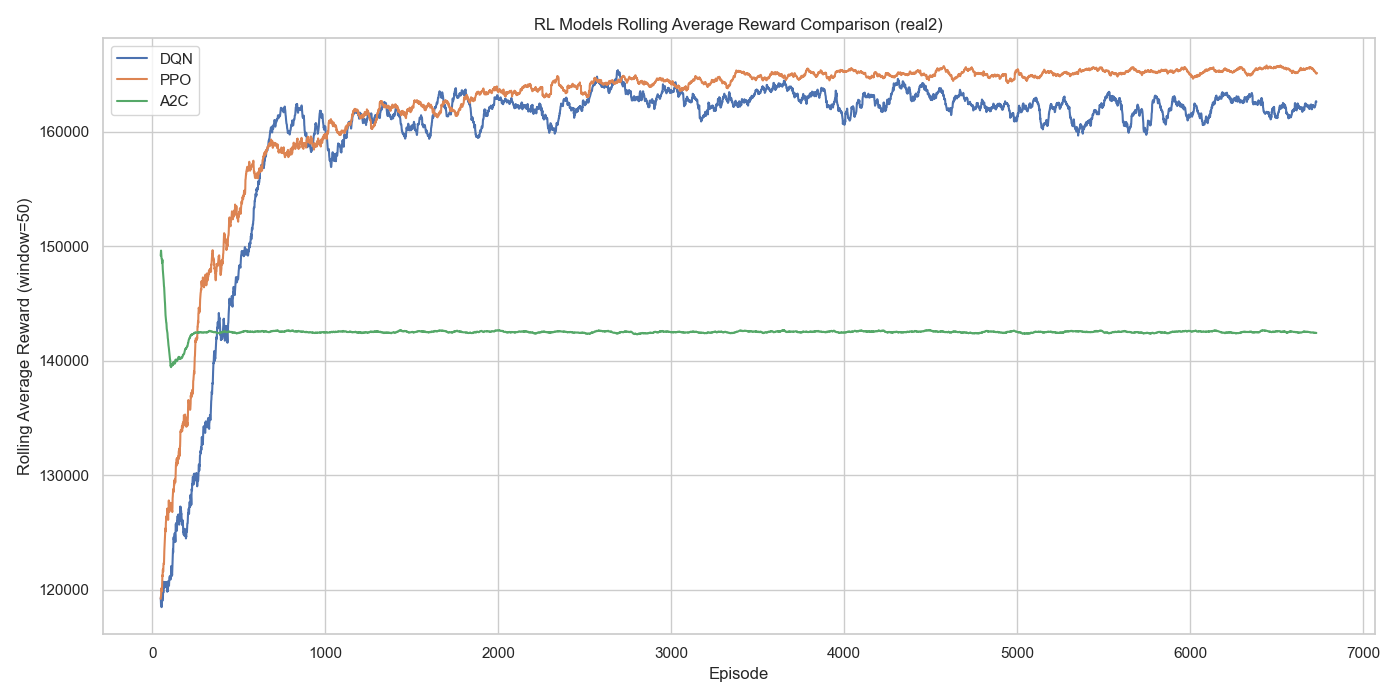 RL Models Rolling Average Reward Comparison (real2)
DQN
PPO
A2C
Rolling Average Reward (window=50)
160000
150000
140000
130000
120000
0 1000 2000 3000 4000 5000 6000 7000
Episode